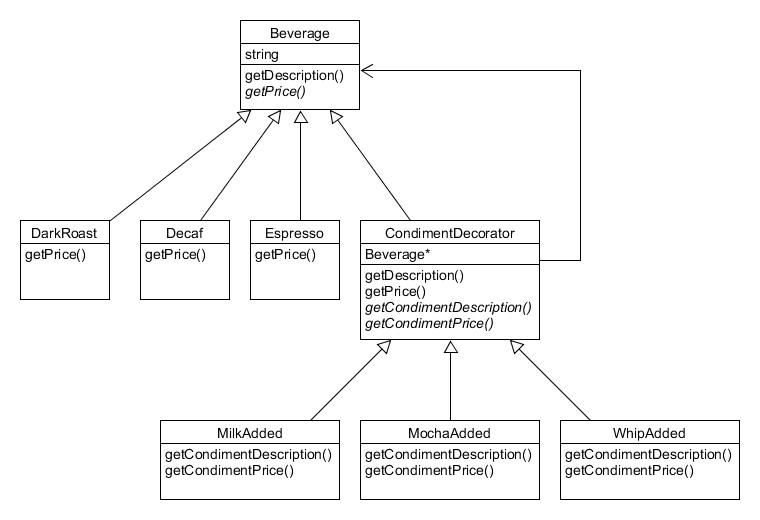 Beverage
string
getDescription()
getPrice()
DarkRoast
getPrice()
Decaf
getPrice()
Espresso
getPrice()
CondimentDecorator
Beverage*
getDescription()
getPrice()
getCondimentDescription()
getCondimentPrice()
MilkAdded
getCondimentDescription()
getCondimentPrice()
MochaAdded
getCondimentDescription()
getCondimentPrice()
WhipAdded
getCondimentDescription()
getCondimentPrice()